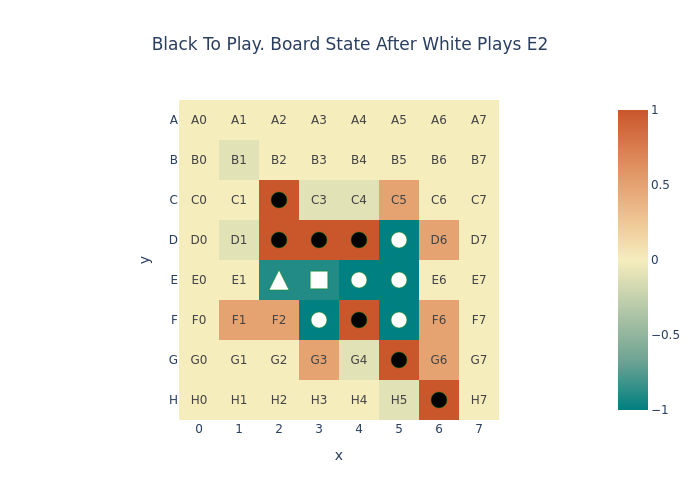 Black To Play. Board State After White Plays E2
A A0 A1 A2 A3 A4 A5 A6 A7
B B0 B1 B2 B3 B4 B5 B6 B7
C C0 C1 C3 C4 C5 C6 C7
D D0 D1 D6 D7
E E0 E1 E6 E7
F F0 F1 F2 F6 F7
G G0 G1 G2 G3 G4 G6 G7
H H0 H1 H2 H3 H4 H5 H7
0 1 2 3 4 5 6 7
x
y
1
0.5
0
−0.5
−1